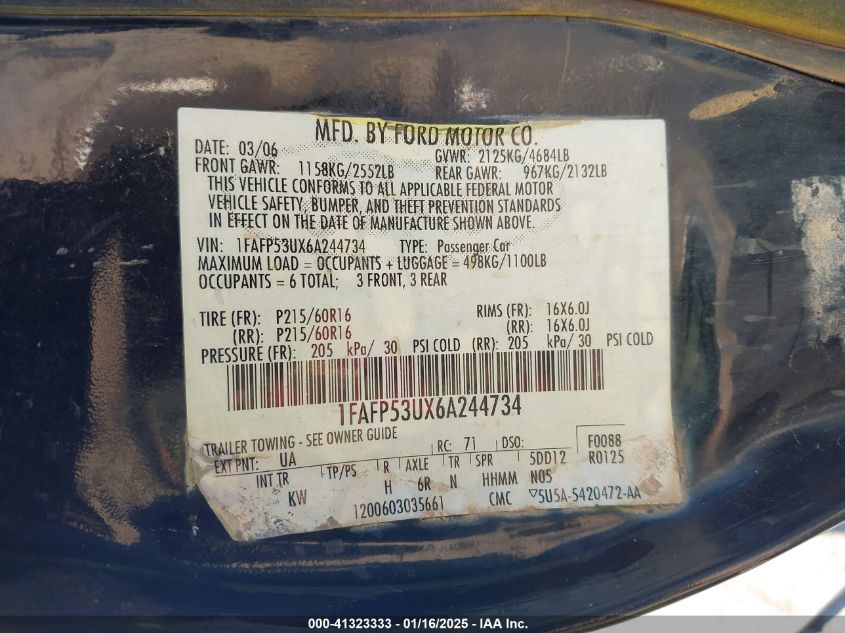 MFD. BY FORD MOTOR CO.
DATE: 03/06 GVWR: 2125KG/4684LB
FRONT GAWR: 1158KG/2552LB REAR GAWR: 967KG/2132LB
THIS VEHICLE CONFORMS TO ALL APPLICABLE FEDERAL MOTOR
VEHICLE SAFETY, BUMPER, AND THEFT PREVENTION STANDARDS
IN EFFECT ON THE DATE OF MANUFACTURE SHOWN ABOVE.
VIN: 1FAFP53UX6A244734 TYPE: Passenger Car
MAXIMUM LOAD = OCCUPANTS + LUGGAGE = 498KG/1100LB
OCCUPANTS = 6 TOTAL; 3 FRONT, 3 REAR
TIRE (FR): P215/60R16 RIMS (FR): 16X6.0J
(RR): P215/60R16 (RR): 16X6.0J
PRESSURE (FR): 205 kPa/ 30 PSI COLD (RR): 205 kPa/ 30 PSI COLD
1FAFP53UX6A244734
TRAILER TOWING - SEE OWNER GUIDE RC: 71 DSO: F0088
EXT PNT: UA R0125
INT TR TP/PS R AXLE TR SPR 5DD12
KW H 6R N HHMM N05
1200603035661 CMC ▽5U5A-5420472-AA
000-41323333 - 01/16/2025 - IAAI.com